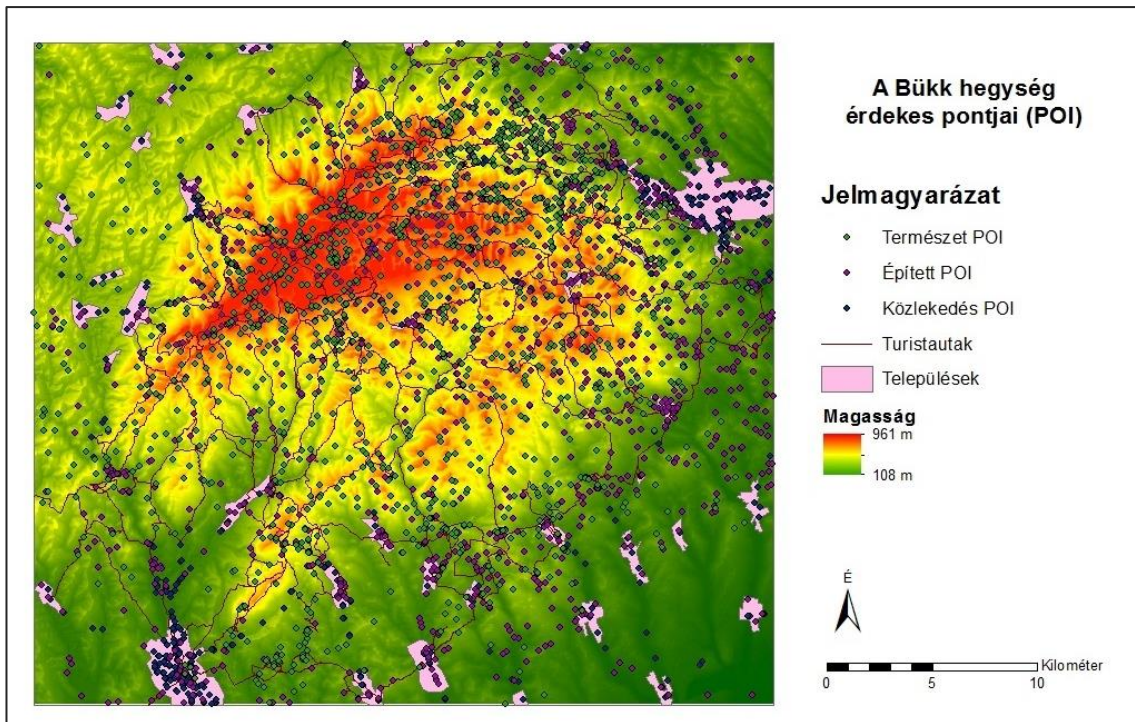 A Bükk hegység
érdekes pontjai (POI)
Jelmagyarázat
Természet POI
Épített POI
Közlekedés POI
Turistautak
Települések
Magasság
961 m
108 m
É
Kilométer
0 5 10